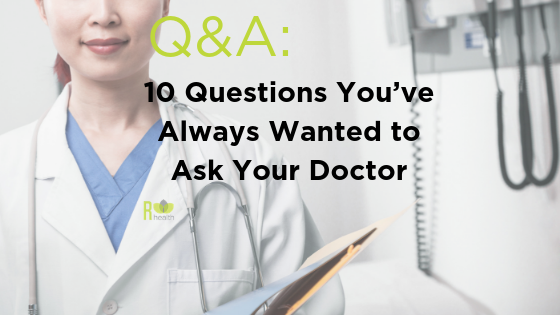 Q&A:
10 Questions You’ve
Always Wanted to
Ask Your Doctor
R health